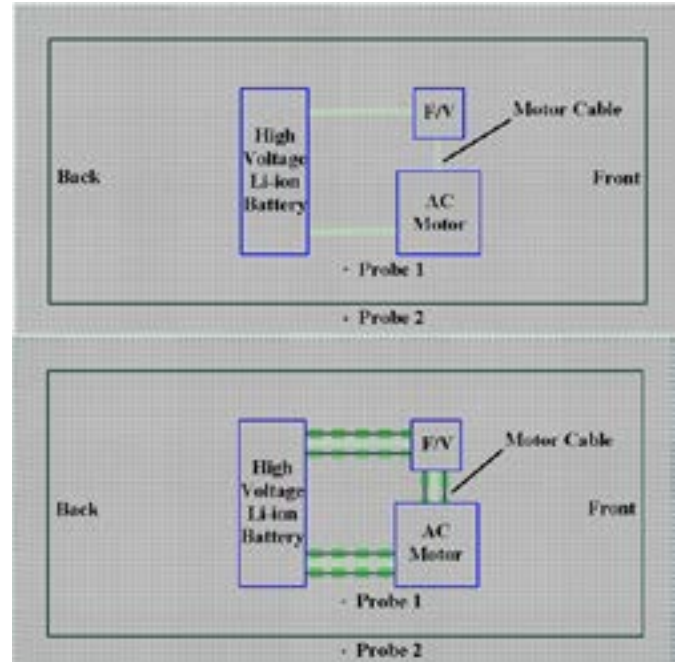 F/V
Motor Cable
High
Voltage
Li-ion
Battery
Back
Front
AC
Motor
Probe 1
Probe 2
F/V
Motor Cable
High
Voltage
Li-ion
Battery
Back
Front
AC
Motor
Probe 1
Probe 2